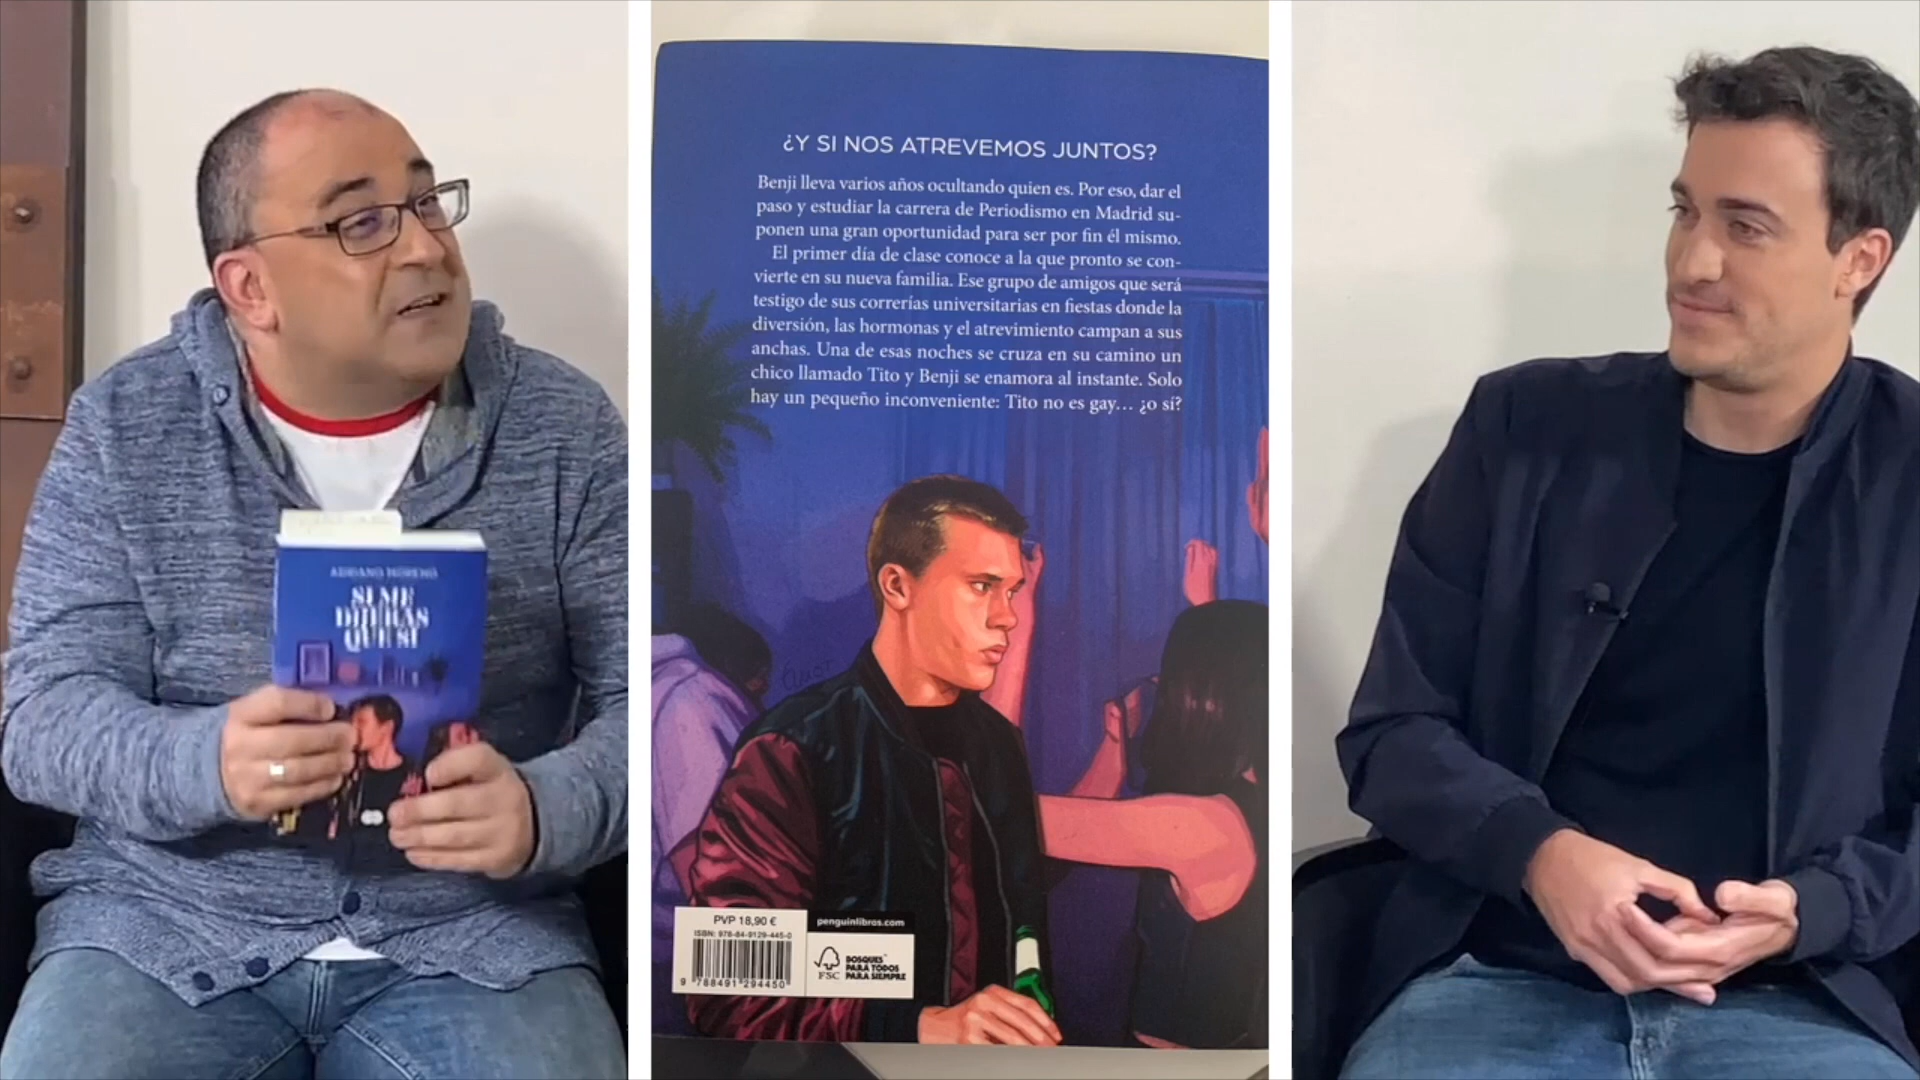 ADRIANO MORENO
SI ME
DIJERAS
QUE SÍ
¿Y SI NOS ATREVEMOS JUNTOS?
Benji lleva varios años ocultando quien es. Por eso, dar el
paso y estudiar la carrera de Periodismo en Madrid su-
ponen una gran oportunidad para ser por fin él mismo.
El primer día de clase conoce a la que pronto se con-
vierte en su nueva familia. Ese grupo de amigos que será
testigo de sus correrías universitarias en fiestas donde la
diversión, las hormonas y el atrevimiento campan a sus
anchas. Una de esas noches se cruza en su camino un
chico llamado Tito y Benji se enamora al instante. Solo
hay un pequeño inconveniente: Tito no es gay... ¿o sí?
PVP 18,90 €
ISBN: 978-84-9129-445-0
9 788491 294450
penguinlibros.com
FSC
BOSQUES
PARA TODOS
PARA SIEMPRE